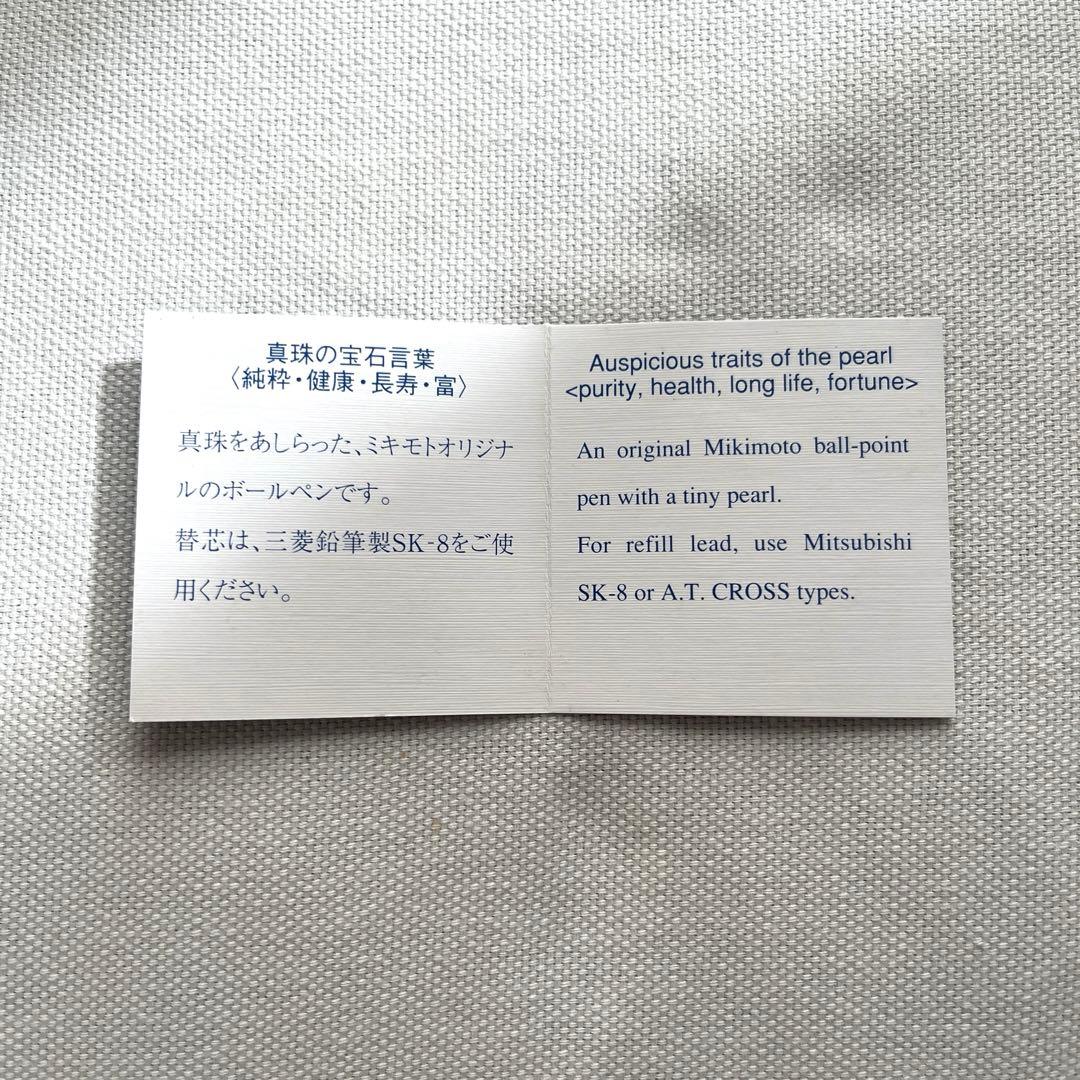 真珠の宝石言葉
〈純粋・健康・長寿・富〉
真珠をあしらった、ミキモトオリジナ
ルのボールペンです。
替芯は、三菱鉛筆製SK-8をご使
用ください。
Auspicious traits of the pearl
<purity, health, long life, fortune>
An original Mikimoto ball-point
pen with a tiny pearl.
For refill lead, use Mitsubishi
SK-8 or A.T. CROSS types.